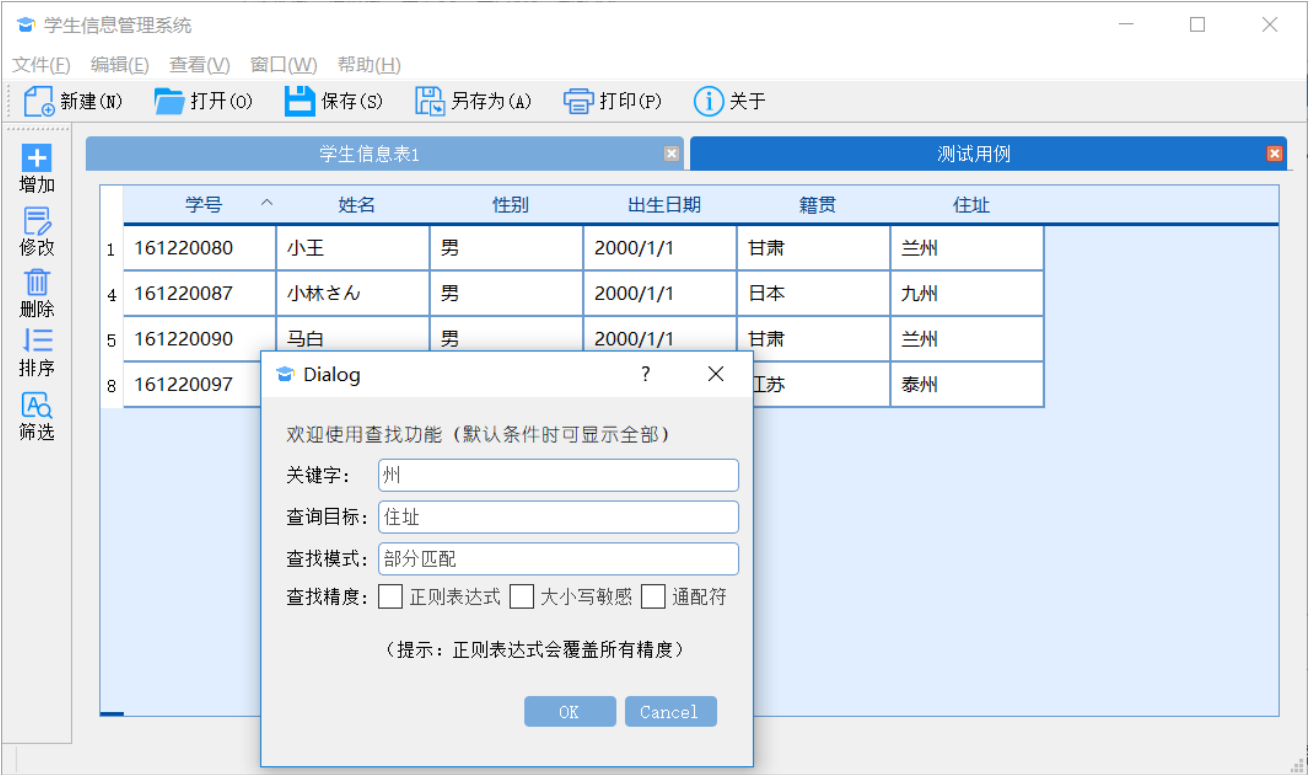 学生信息管理系统
文件(F) 编辑(E) 查看(V) 窗口(W) 帮助(H)
新建(N) 打开(O) 保存(S) 另存为(A) 打印(P) 关于
增加
修改
删除
排序
筛选
学生信息表1 测试用例
学号 姓名 性别 出生日期 籍贯 住址
1 161220080 小王 男 2000/1/1 甘肃 兰州
4 161220087 小林さん 男 2000/1/1 日本 九州
5 161220090 马白 男 2000/1/1 甘肃 兰州
8 161220097 江苏 泰州
Dialog ?
欢迎使用查找功能（默认条件时可显示全部）
关键字: 州
查询目标: 住址
查找模式: 部分匹配
查找精度: 正则表达式 大小写敏感 通配符
（提示: 正则表达式会覆盖所有精度）
OK Cancel